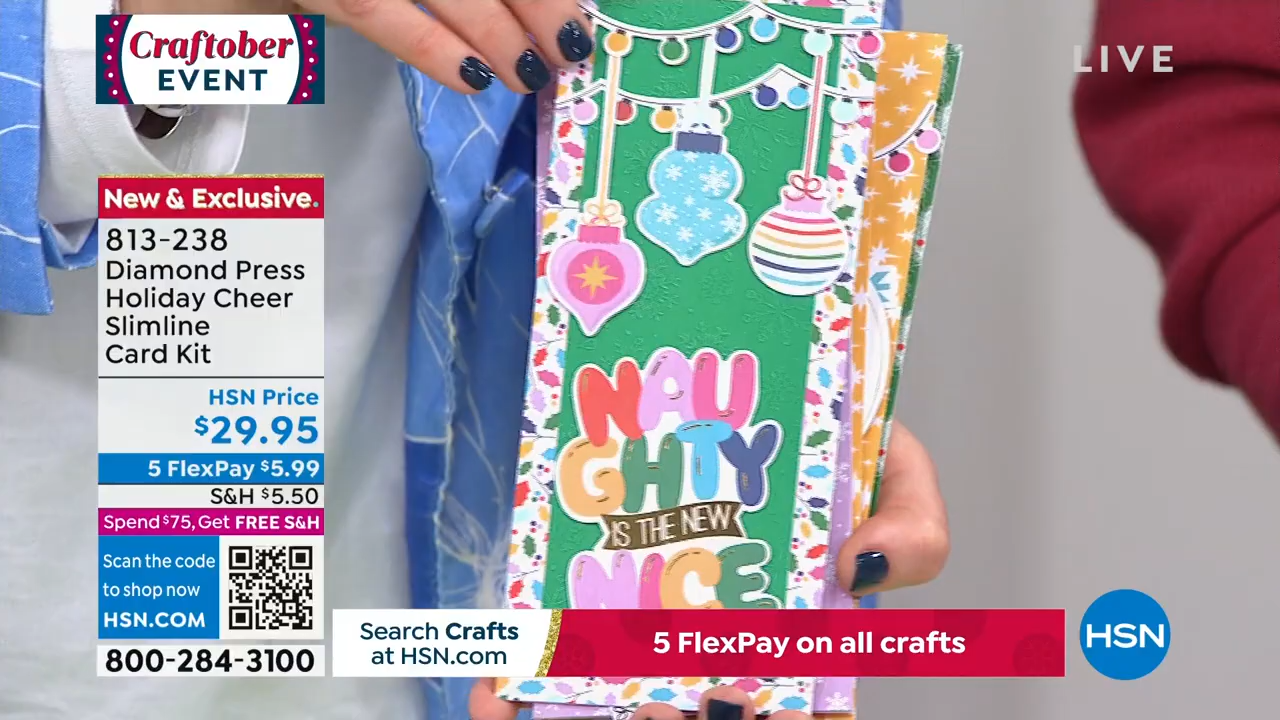 Craftober
EVENT
LIVE
New & Exclusive.
813-238
Diamond Press
Holiday Cheer
Slimline
Card Kit
HSN Price
$29.95
5 FlexPay $5.99
S&H $5.50
Spend $75, Get FREE S&H
Scan the code
to shop now
HSN.COM
800-284-3100
NAU
GHTY
IS THE NEW
NICE
Search Crafts
at HSN.com
5 FlexPay on all crafts
HSN